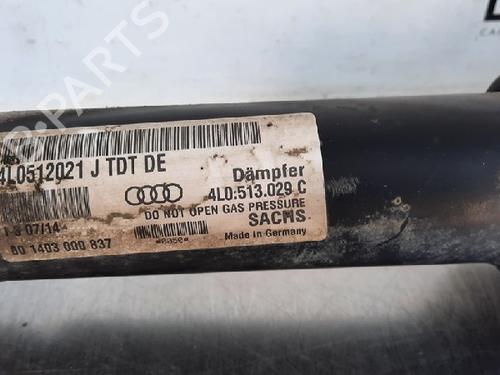 4L0512021 J TDT DE
Dämpfer
4L0.513.029 C
DO NOT OPEN GAS PRESSURE
SACHS
07/14
Made in Germany
1403 000 837
B-PARTS